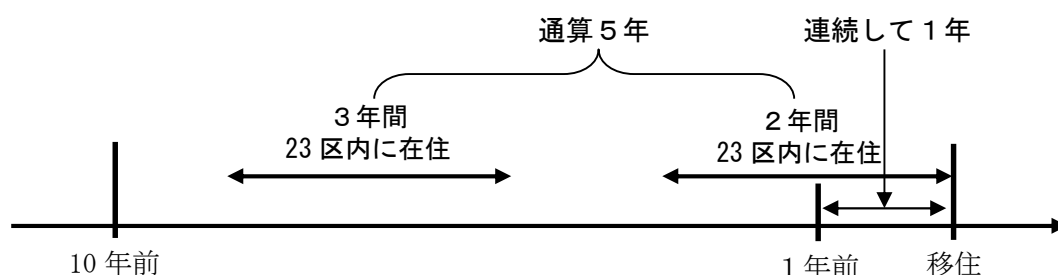 通算５年
連続して１年
３年間
23 区内に在住
２年間
23 区内に在住
10 年前
１年前
移住